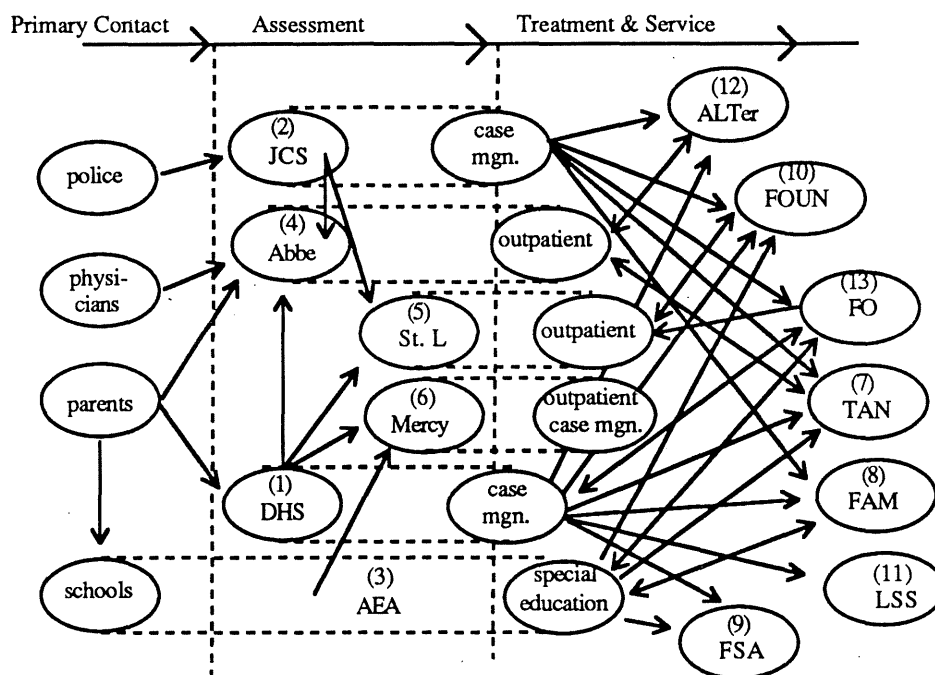 Primary Contact
Assessment
Treatment & Service
police
physi-
cians
parents
schools
(2)
JCS
(4)
Abbe
(5)
St. L
(6)
Mercy
(1)
DHS
(3)
AEA
case
mgn.
outpatient
outpatient
outpatient
case mgn.
case
mgn.
special
education
(12)
ALTer
(10)
FOUN
(13)
FO
(7)
TAN
(8)
FAM
(11)
LSS
(9)
FSA